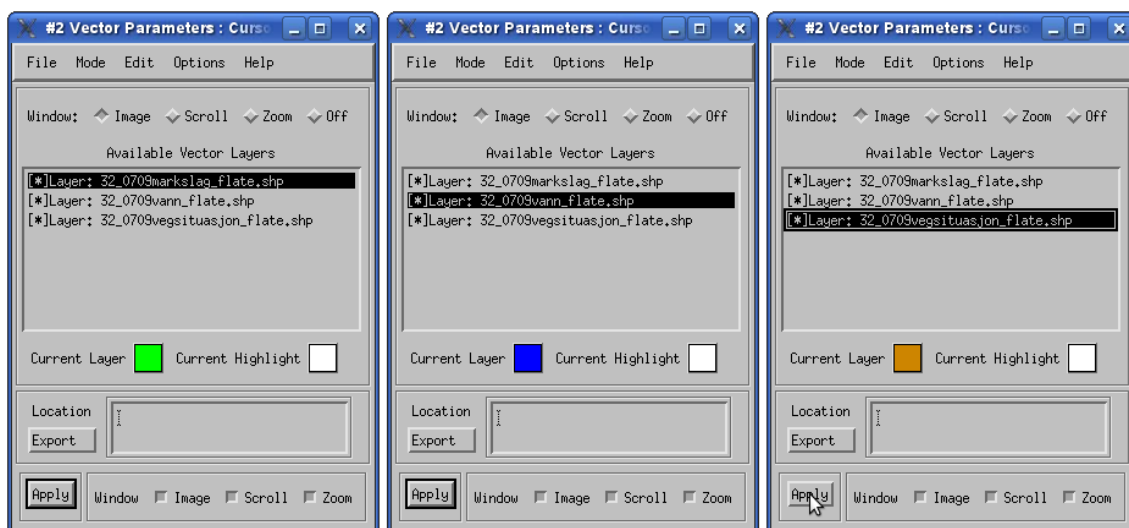 #2 Vector Parameters : Curso
File Mode Edit Options Help
Window: Image Scroll Zoom Off
Available Vector Layers
[*]Layer: 32_0709markslag_flate.shp
[*]Layer: 32_0709vann_flate.shp
[*]Layer: 32_0709vegsituasjon_flate.shp
Current Layer Current Highlight
Location
Export
Apply Window Image Scroll Zoom
#2 Vector Parameters : Curso
File Mode Edit Options Help
Window: Image Scroll Zoom Off
Available Vector Layers
[*]Layer: 32_0709markslag_flate.shp
[*]Layer: 32_0709vann_flate.shp
[*]Layer: 32_0709vegsituasjon_flate.shp
Current Layer Current Highlight
Location
Export
Apply Window Image Scroll Zoom
#2 Vector Parameters : Curso
File Mode Edit Options Help
Window: Image Scroll Zoom Off
Available Vector Layers
[*]Layer: 32_0709markslag_flate.shp
[*]Layer: 32_0709vann_flate.shp
[*]Layer: 32_0709vegsituasjon_flate.shp
Current Layer Current Highlight
Location
Export
Apply Window Image Scroll Zoom